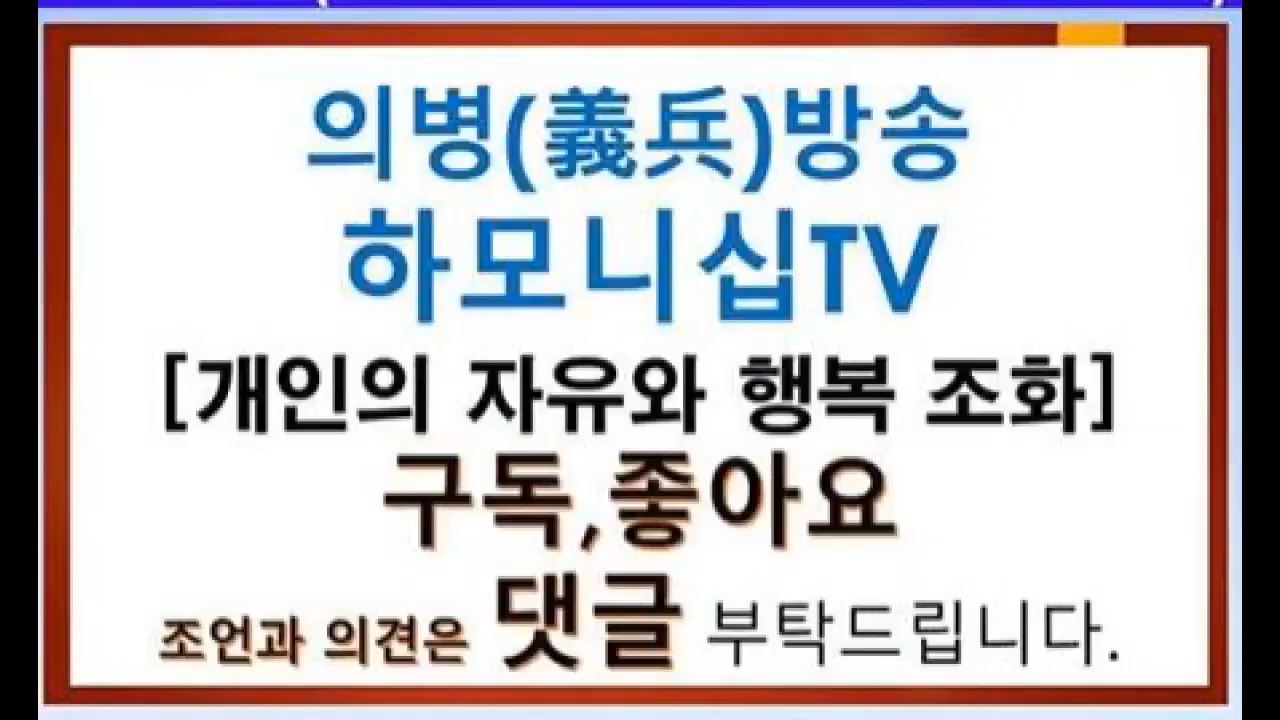 의병(義兵)방송
하모니십TV
[개인의 자유와 행복 조화]
구독,좋아요
조언과 의견은 댓글 부탁드립니다.